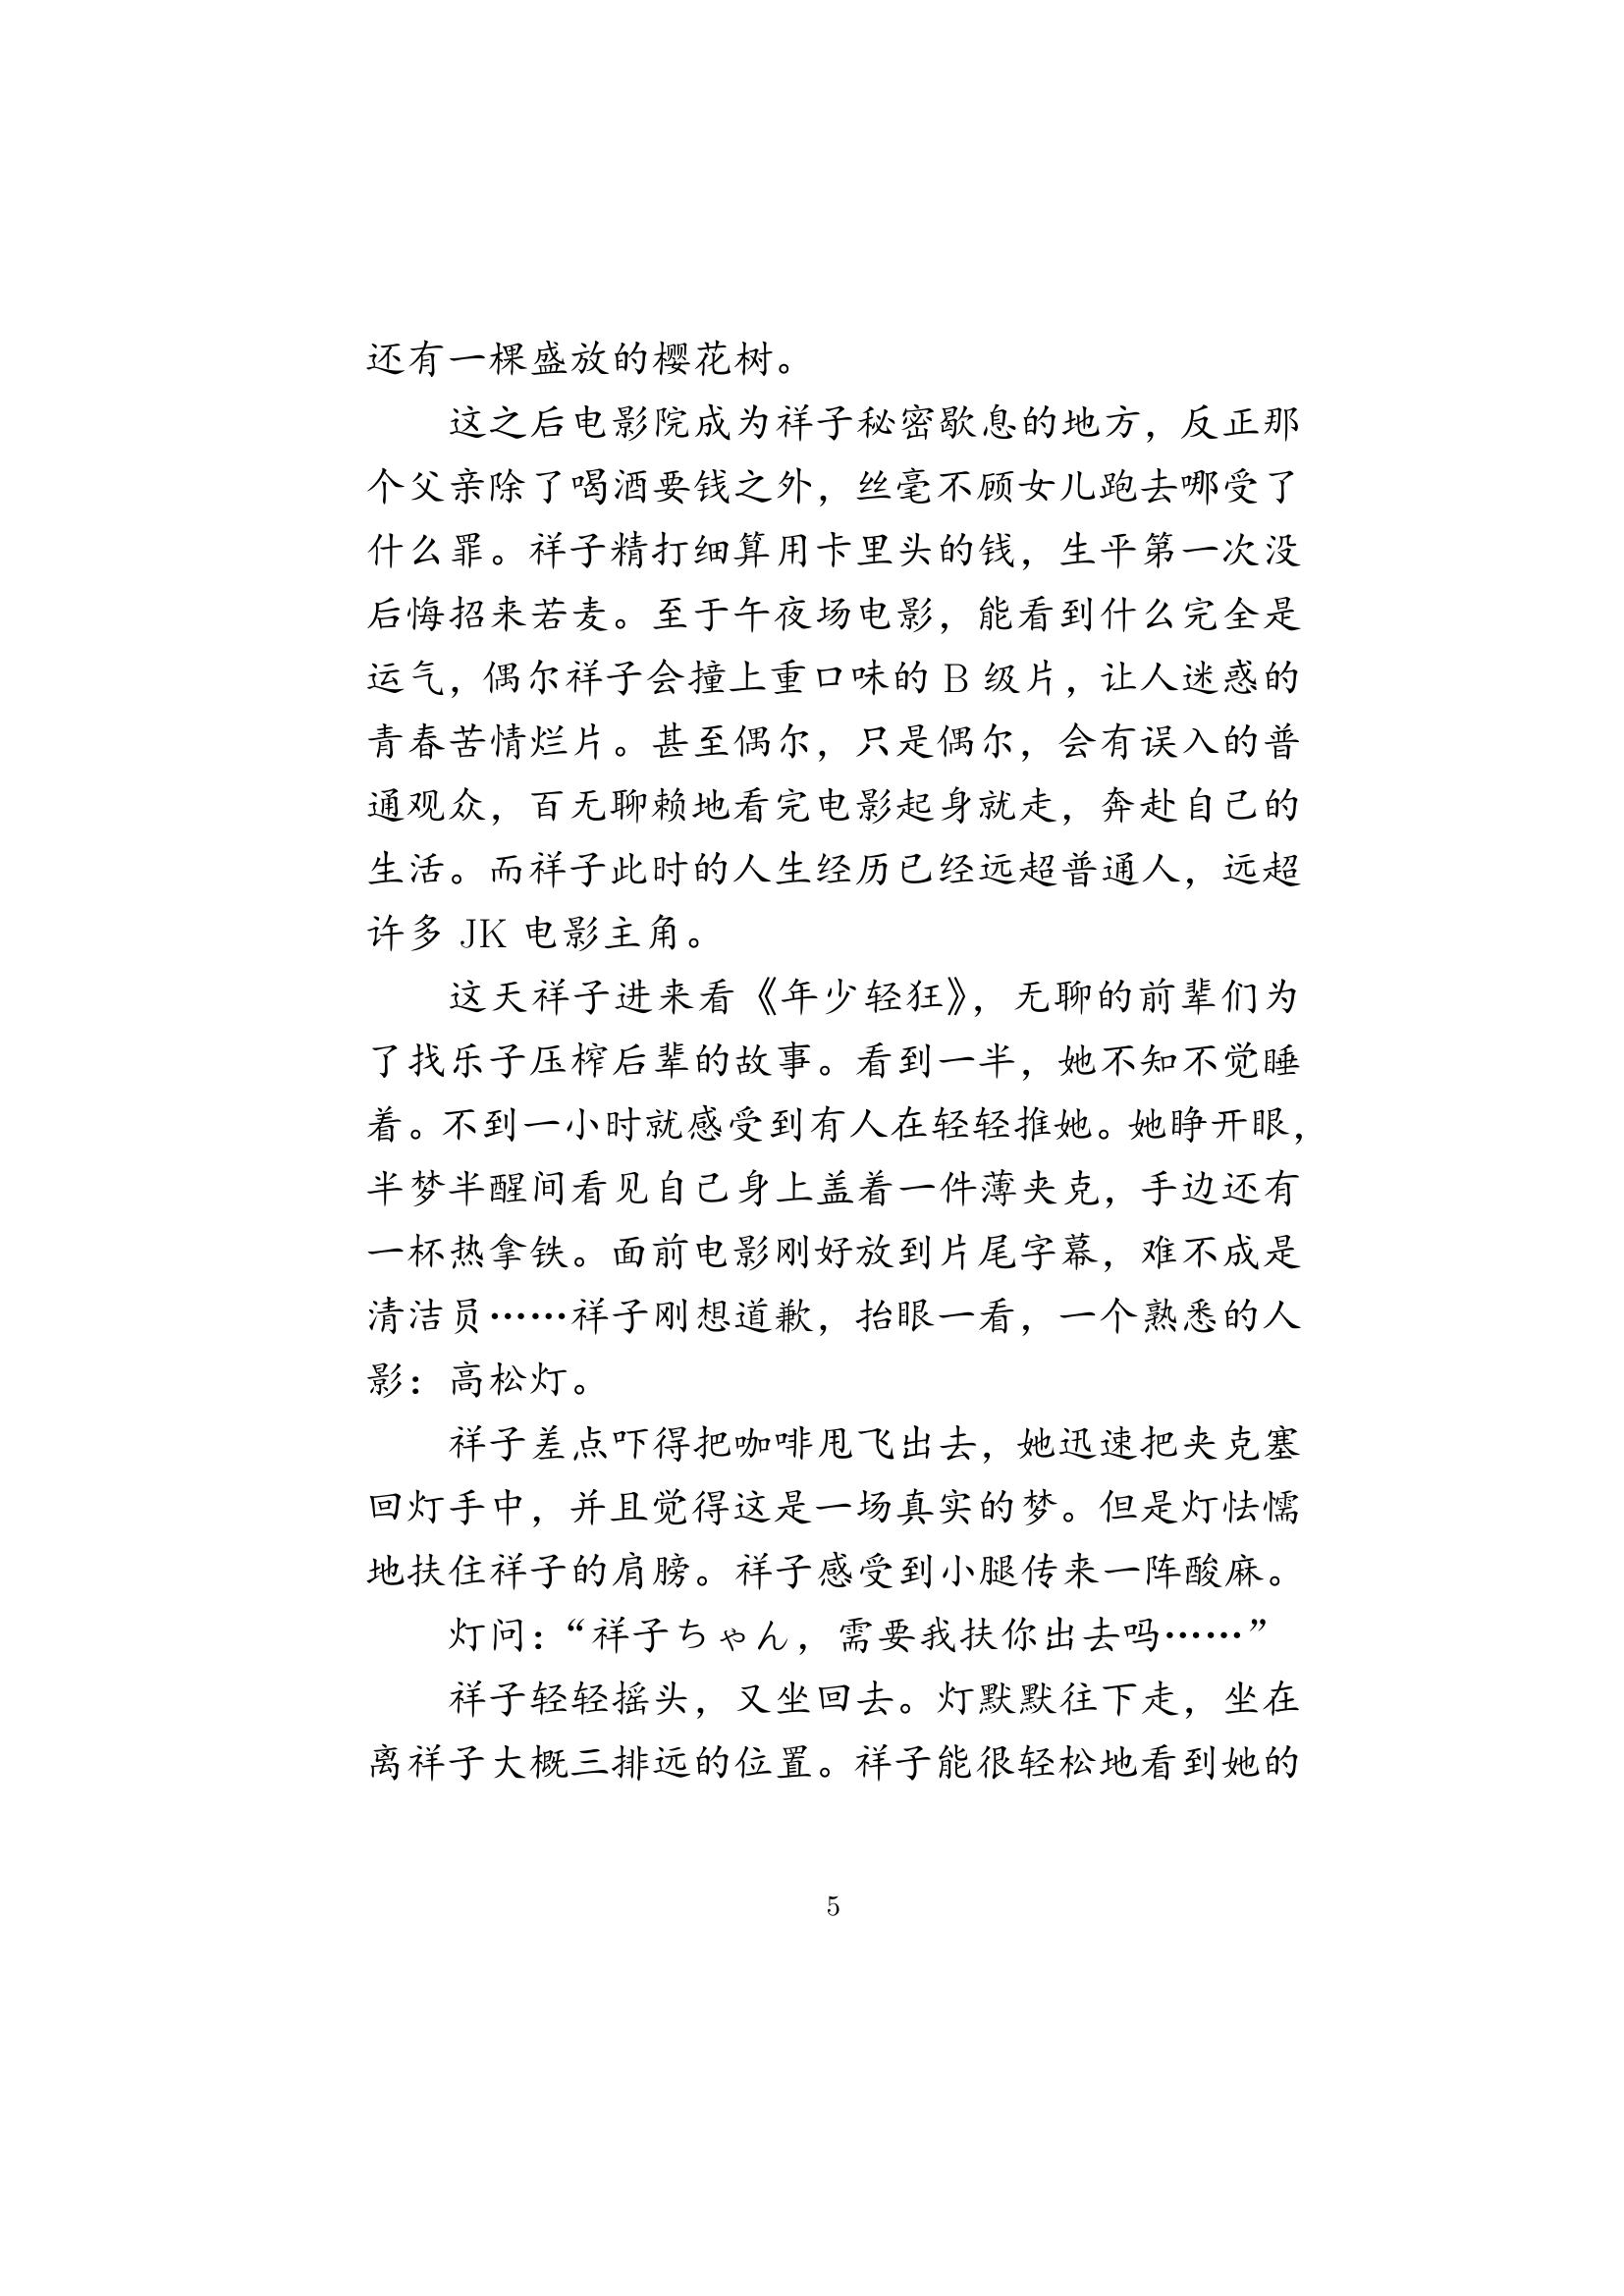 还有一棵盛放的樱花树。
这之后电影院成为祥子秘密歇息的地方，反正那
个父亲除了喝酒要钱之外，丝毫不顾女儿跑去哪受了
什么罪。祥子精打细算用卡里头的钱，生平第一次没
后悔招来若麦。至于午夜场电影，能看到什么完全是
运气，偶尔祥子会撞上重口味的 B 级片，让人迷惑的
青春苦情烂片。甚至偶尔，只是偶尔，会有误入的普
通观众，百无聊赖地看完电影起身就走，奔赴自己的
生活。而祥子此时的人生经历已经远超普通人，远超
许多 JK 电影主角。
这天祥子进来看《年少轻狂》，无聊的前辈们为
了找乐子压榨后辈的故事。看到一半，她不知不觉睡
着。不到一小时就感受到有人在轻轻推她。她睁开眼，
半梦半醒间看见自己身上盖着一件薄夹克，手边还有
一杯热拿铁。面前电影刚好放到片尾字幕，难不成是
清洁员……祥子刚想道歉，抬眼一看，一个熟悉的人
影：高松灯。
祥子差点吓得把咖啡甩飞出去，她迅速把夹克塞
回灯手中，并且觉得这是一场真实的梦。但是灯怯懦
地扶住祥子的肩膀。祥子感受到小腿传来一阵酸麻。
灯问：“祥子ちゃん，需要我扶你出去吗……”
祥子轻轻摇头，又坐回去。灯默默往下走，坐在
离祥子大概三排远的位置。祥子能很轻松地看到她的
5